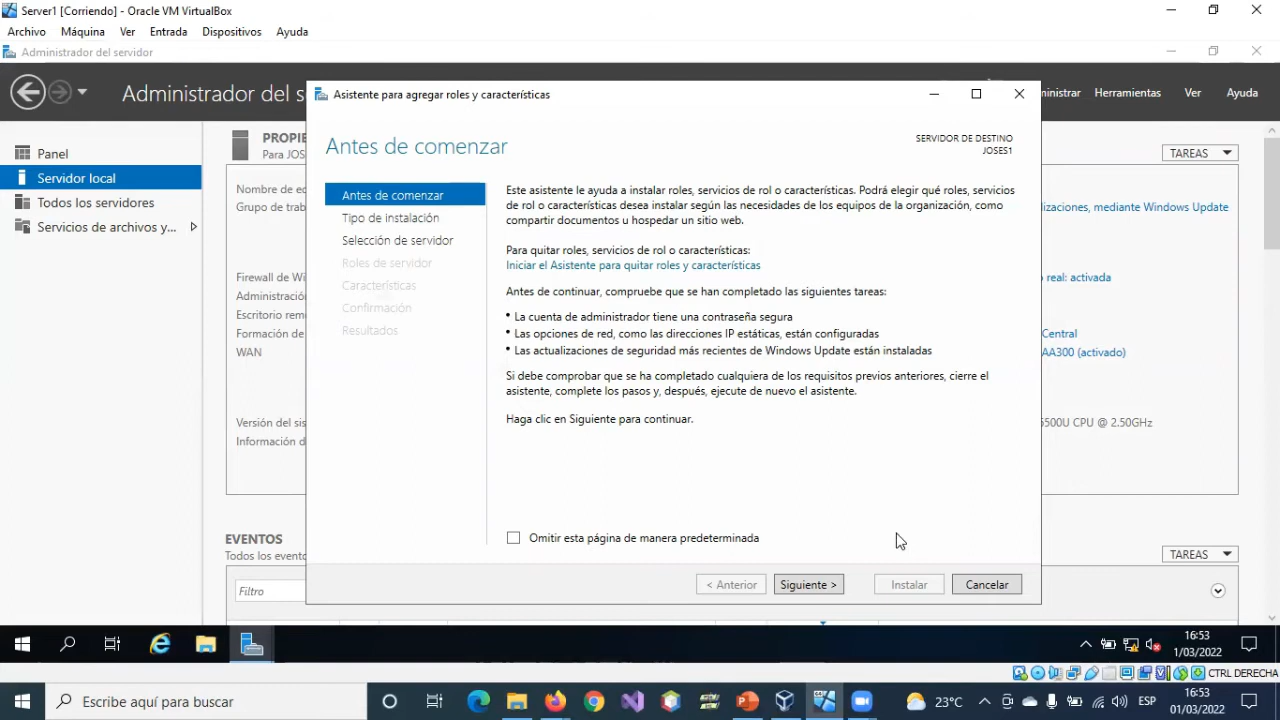 Server1 [Corriendo] - Oracle VM VirtualBox
Archivo Máquina Ver Entrada Dispositivos Ayuda
Administrador del servidor
Administrador del s
ministrar Herramientas Ver Ayuda
Asistente para agregar roles y características
Antes de comenzar
SERVIDOR DE DESTINO
JOSES1
Panel
Servidor local
Todos los servidores
Servicios de archivos y...
PROPIE
Para JOS
TAREAS
Nombre de eq
Grupo de trab
lizaciones, mediante Windows Update
Firewall de Wi
real: activada
Administració
Escritorio rem
Formación de
Central
WAN
AA300 (activado)
Versión del sis
5500U CPU @ 2.50GHz
Información d
Antes de comenzar
Tipo de instalación
Selección de servidor
Roles de servidor
Características
Confirmación
Resultados
Este asistente le ayuda a instalar roles, servicios de rol o características. Podrá elegir qué roles, servicios
de rol o características desea instalar según las necesidades de los equipos de la organización, como
compartir documentos u hospedar un sitio web.
Para quitar roles, servicios de rol o características:
Iniciar el Asistente para quitar roles y características
Antes de continuar, compruebe que se han completado las siguientes tareas:
• La cuenta de administrador tiene una contraseña segura
• Las opciones de red, como las direcciones IP estáticas, están configuradas
• Las actualizaciones de seguridad más recientes de Windows Update están instaladas
Si debe comprobar que se ha completado cualquiera de los requisitos previos anteriores, cierre el
asistente, complete los pasos y, después, ejecute de nuevo el asistente.
Haga clic en Siguiente para continuar.
Omitir esta página de manera predeterminada
< Anterior Siguiente > Instalar Cancelar
EVENTOS
Todos los evento
TAREAS
Filtro
16:53
1/03/2022
CTRL DERECHA
Escribe aquí para buscar
23°C
ESP
16:53
01/03/2022